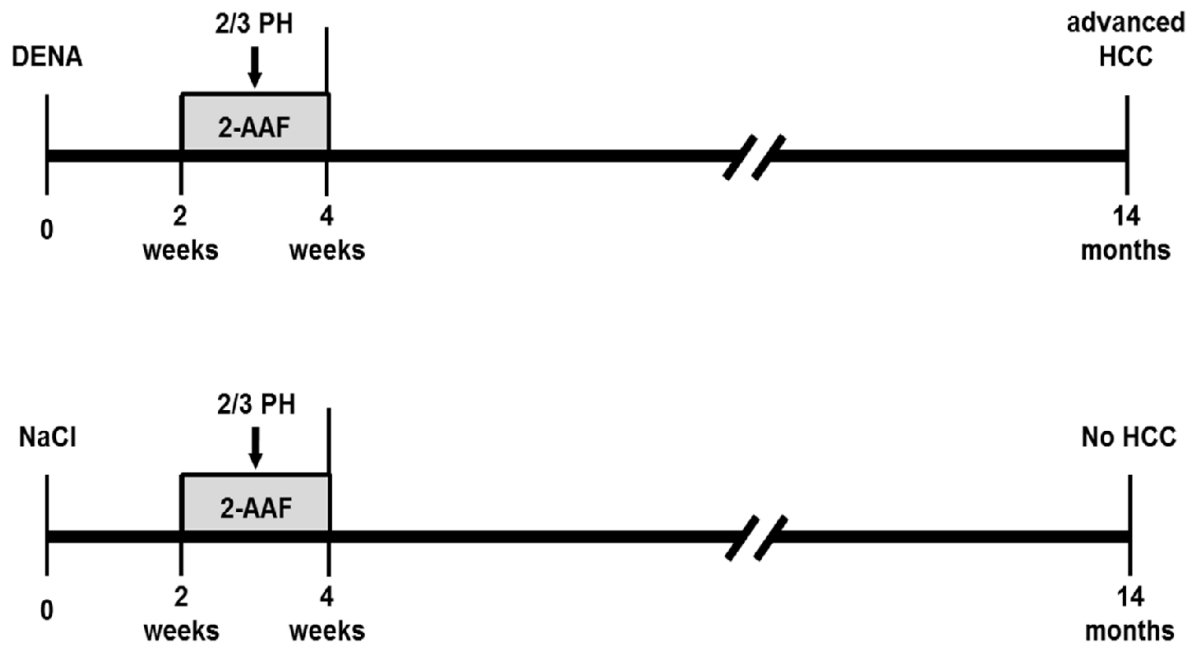 2/3 PH
advanced
DENA
HCC
2-AAF
0
2
4
14
weeks
weeks
months
2/3 PH
NaCl
No HCC
2-AAF
0
2
4
14
weeks
weeks
months